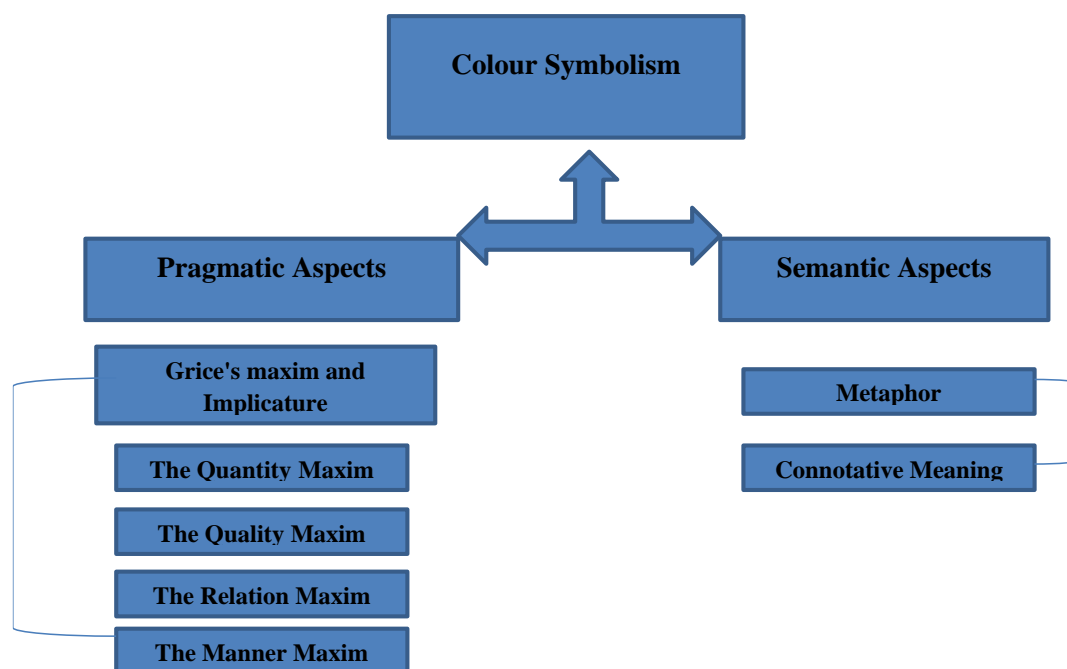 Colour Symbolism
Pragmatic Aspects
Semantic Aspects
Grice's maxim and
Implicature
The Quantity Maxim
The Quality Maxim
The Relation Maxim
The Manner Maxim
Metaphor
Connotative Meaning